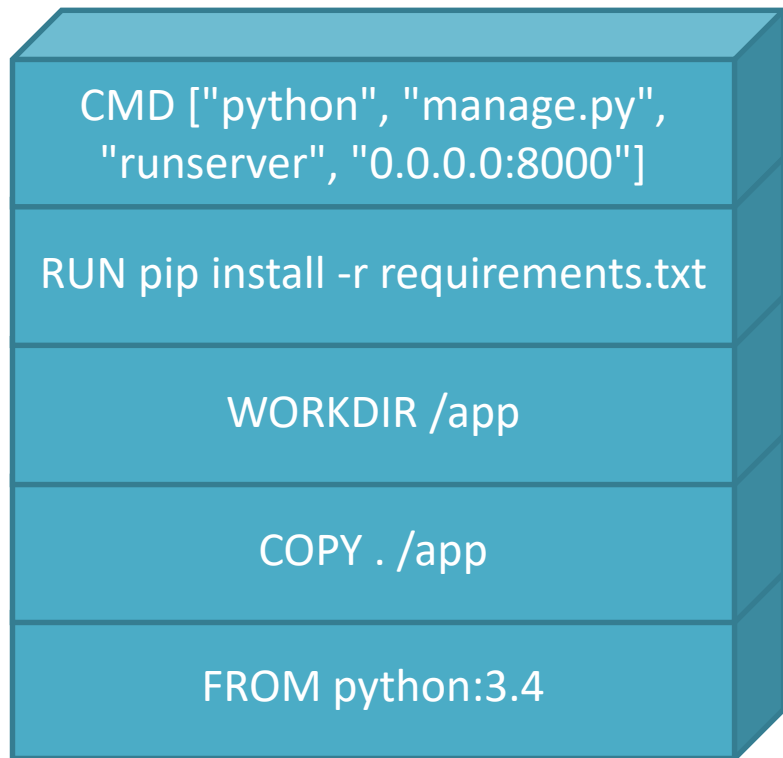 CMD ["python", "manage.py",
"runserver", "0.0.0.0:8000"]
RUN pip install -r requirements.txt
WORKDIR /app
COPY . /app
FROM python:3.4